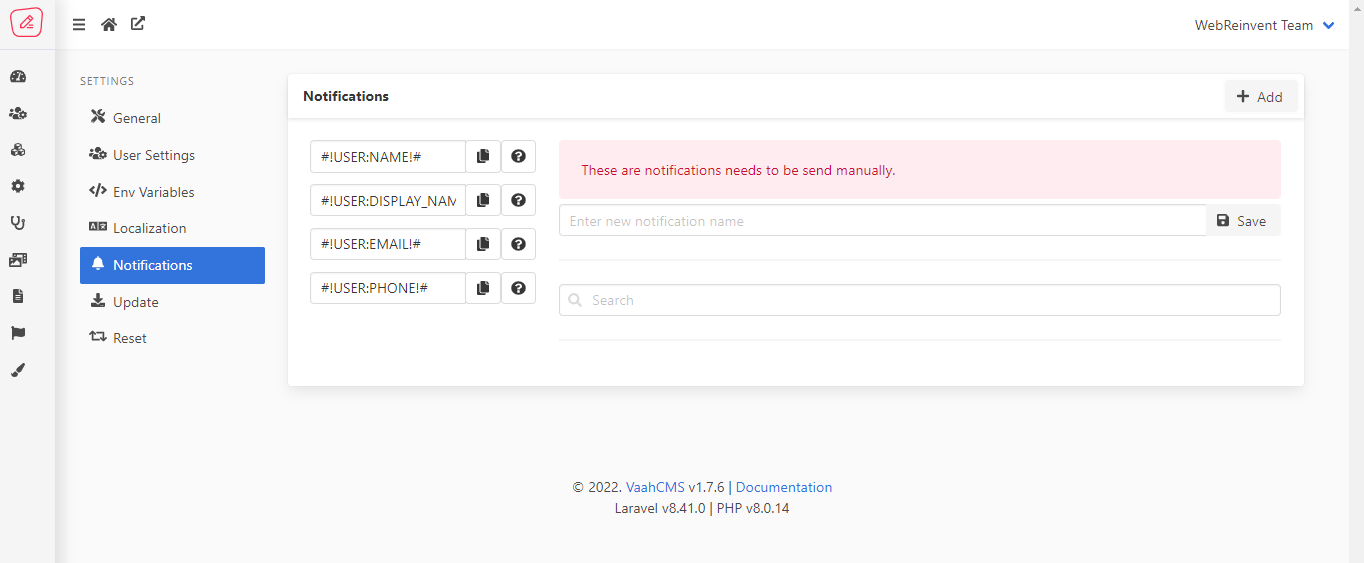 WebReinvent Team
SETTINGS
General
User Settings
Env Variables
Localization
Notifications
Update
Reset
Notifications
Add
#!USER:NAME!#
#!USER:DISPLAY_NAM
#!USER:EMAIL!#
#!USER:PHONE!#
These are notifications needs to be send manually.
Enter new notification name
Save
Search
© 2022. VaahCMS v1.7.6 | Documentation
Laravel v8.41.0 | PHP v8.0.14